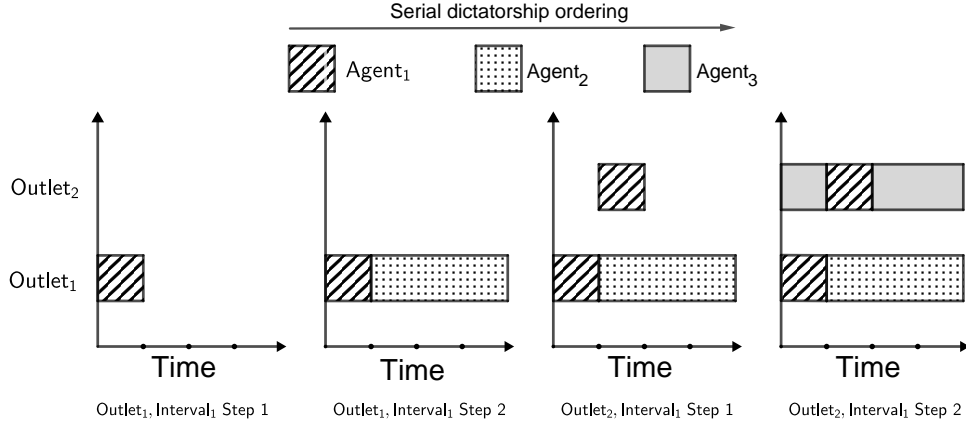 Serial dictatorship ordering
Agent₁ Agent₂ Agent₃
Outlet₂
Outlet₁
Time Time Time Time
Outlet₁, Interval₁ Step 1 Outlet₁, Interval₁ Step 2 Outlet₂, Interval₁ Step 1 Outlet₂, Interval₁ Step 2